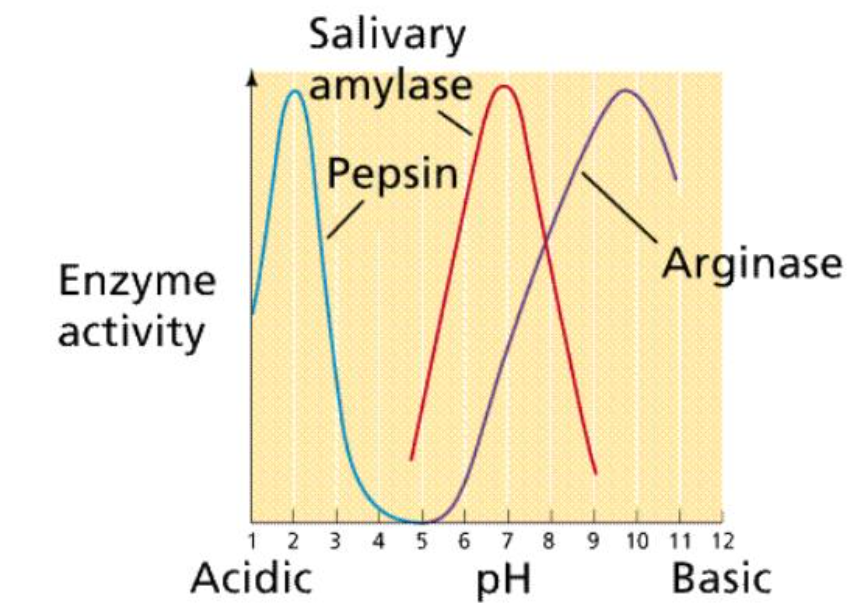 Salivary
amylase
Pepsin
Arginase
Enzyme
activity
1 2 3 4 5 6 7 8 9 10 11 12
Acidic pH Basic